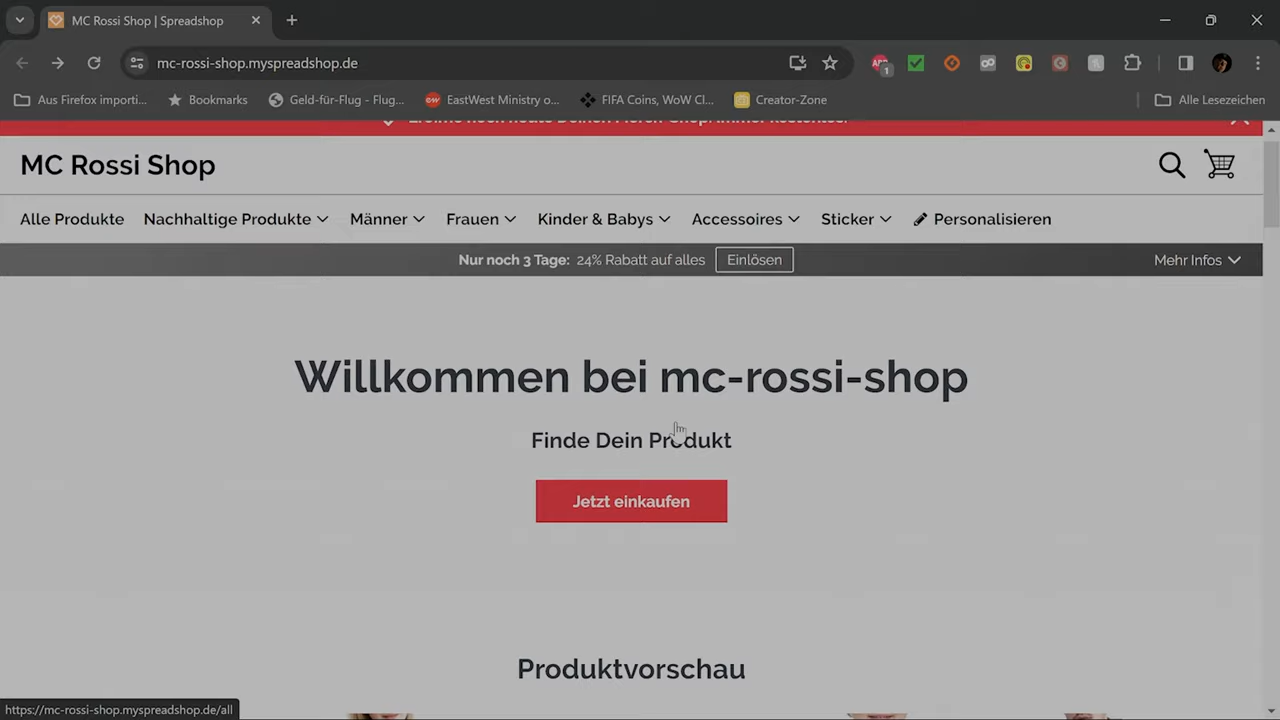 MC Rossi Shop | Spreadshop
mc-rossi-shop.myspreadshop.de
1
Aus Firefox importi...
Bookmarks
Geld-für-Flug - Flug...
EastWest Ministry o...
FIFA Coins, WoW Cl...
Creator-Zone
Alle Lesezeichen
MC Rossi Shop
Alle Produkte Nachhaltige Produkte Männer Frauen Kinder & Babys Accessoires Sticker Personalisieren
Nur noch 3 Tage: 24% Rabatt auf alles Einlösen Mehr Infos
Willkommen bei mc-rossi-shop
Finde Dein Produkt
Jetzt einkaufen
Produktvorschau
https://mc-rossi-shop.myspreadshop.de/all